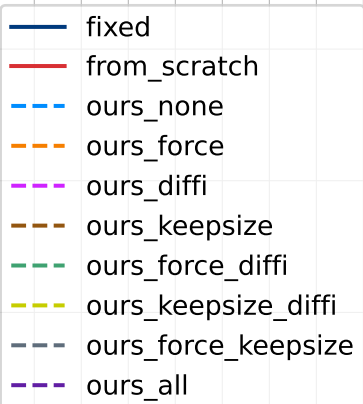 fixed
from_scratch
ours_none
ours_force
ours_diffi
ours_keepsize
ours_force_diffi
ours_keepsize_diffi
ours_force_keepsize
ours_all